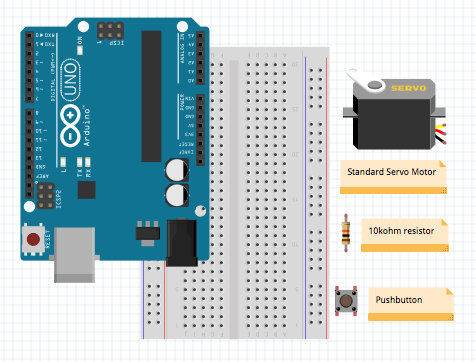 ON
ICSP
1
RX◄0
TX►1
2
3
4
5
6
7
8
9
10
11
12
13
GND
AREF
DIGITAL (PWM~)
ANALOG IN
A5
A4
A3
A2
A1
A0
POWER
VIN
GND
GND
5V
3V3
RESET
IOREF
UNO
Arduino
L
TX
RX
ICSP2
RESET
SERVO
Standard Servo Motor
10kohm resistor
Pushbutton